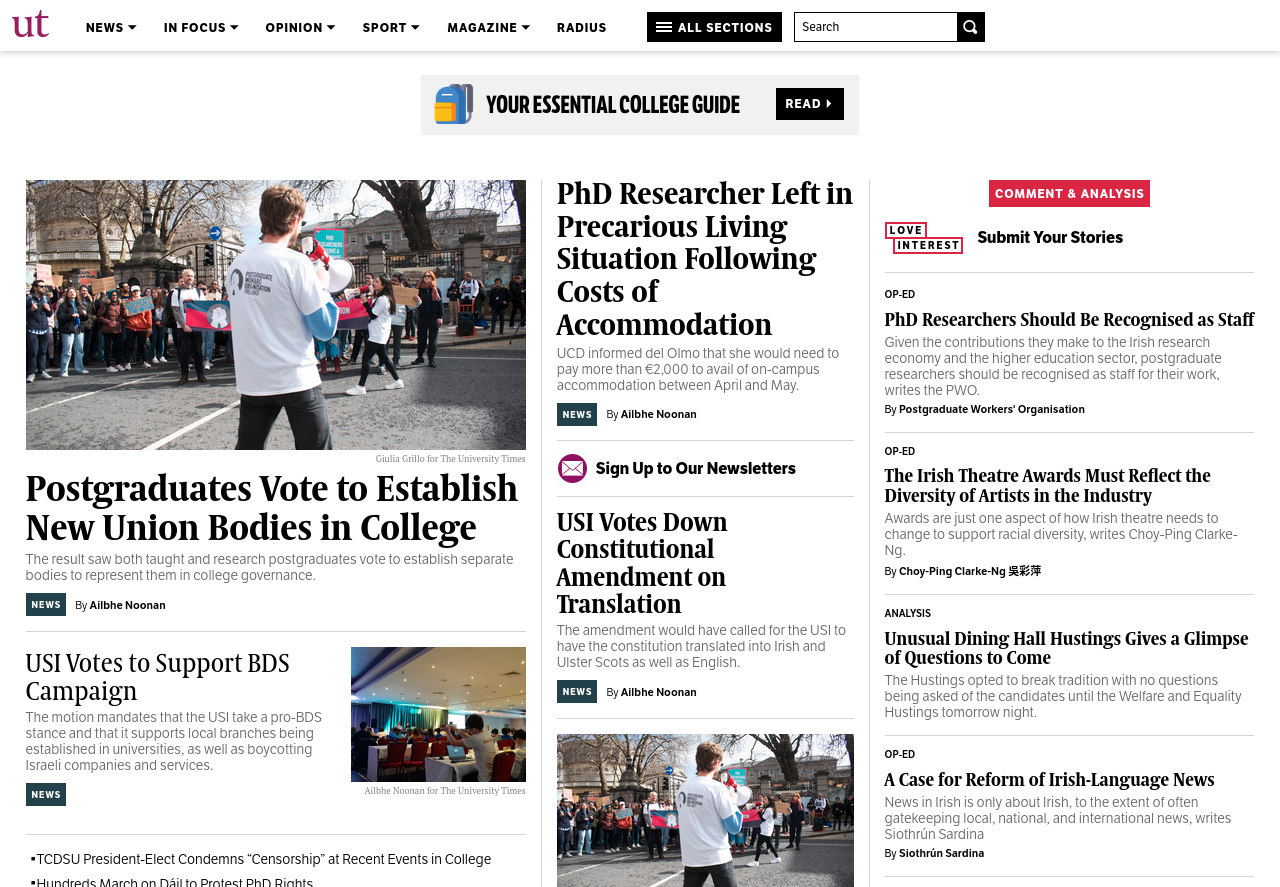 ut
NEWS
IN FOCUS
OPINION
SPORT
MAGAZINE
RADIUS
ALL SECTIONS
Search
YOUR ESSENTIAL COLLEGE GUIDE
READ
Giulia Grillo for The University Times
Postgraduates Vote to Establish
New Union Bodies in College
The result saw both taught and research postgraduates vote to establish separate
bodies to represent them in college governance.
NEWS
By Ailbhe Noonan
USI Votes to Support BDS
Campaign
The motion mandates that the USI take a pro-BDS
stance and that it supports local branches being
established in universities, as well as boycotting
Israeli companies and services.
NEWS
Ailbhe Noonan for The University Times
▪TCDSU President-Elect Condemns “Censorship” at Recent Events in College
▪Hundreds March on Dáil to Protest PhD Rights
PhD Researcher Left in
Precarious Living
Situation Following
Costs of
Accommodation
UCD informed del Olmo that she would need to
pay more than €2,000 to avail of on-campus
accommodation between April and May.
NEWS
By Ailbhe Noonan
Sign Up to Our Newsletters
USI Votes Down
Constitutional
Amendment on
Translation
The amendment would have called for the USI to
have the constitution translated into Irish and
Ulster Scots as well as English.
NEWS
By Ailbhe Noonan
COMMENT & ANALYSIS
LOVE
INTEREST
Submit Your Stories
OP-ED
PhD Researchers Should Be Recognised as Staff
Given the contributions they make to the Irish research
economy and the higher education sector, postgraduate
researchers should be recognised as staff for their work,
writes the PWO.
By Postgraduate Workers' Organisation
OP-ED
The Irish Theatre Awards Must Reflect the
Diversity of Artists in the Industry
Awards are just one aspect of how Irish theatre needs to
change to support racial diversity, writes Choy-Ping Clarke-
Ng.
By Choy-Ping Clarke-Ng 吳彩萍
ANALYSIS
Unusual Dining Hall Hustings Gives a Glimpse
of Questions to Come
The Hustings opted to break tradition with no questions
being asked of the candidates until the Welfare and Equality
Hustings tomorrow night.
OP-ED
A Case for Reform of Irish-Language News
News in Irish is only about Irish, to the extent of often
gatekeeping local, national, and international news, writes
Siothrún Sardina
By Siothrún Sardina